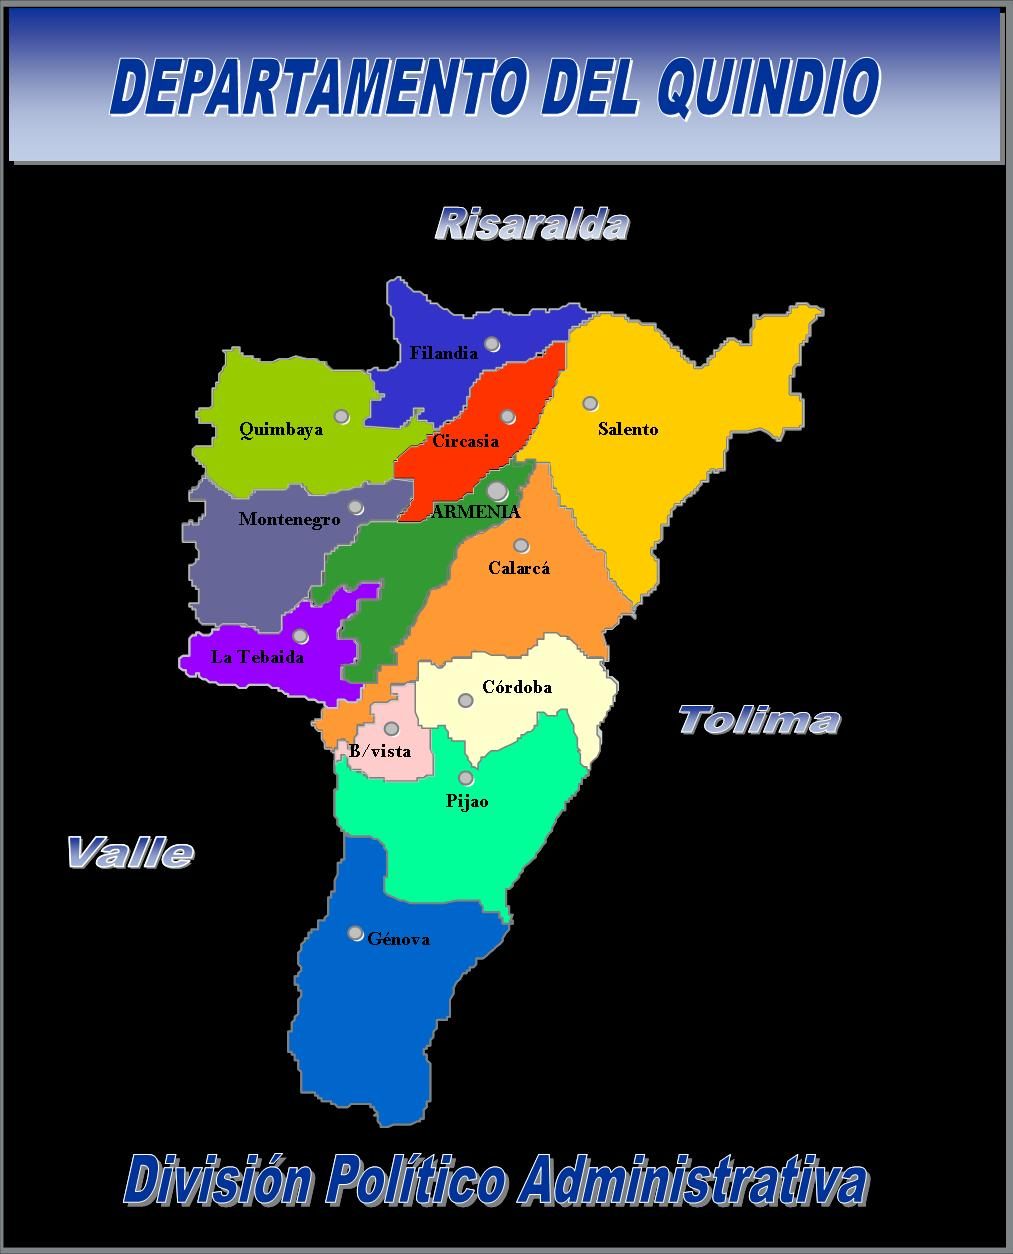 DEPARTAMENTO DEL QUINDIO
Risaralda
Filandia
Quimbaya
Circasia
Salento
Montenegro
ARMENIA
Calarcá
La Tebaida
Córdoba
Tolima
B/vista
Pijao
Valle
Génova
División Político Administrativa